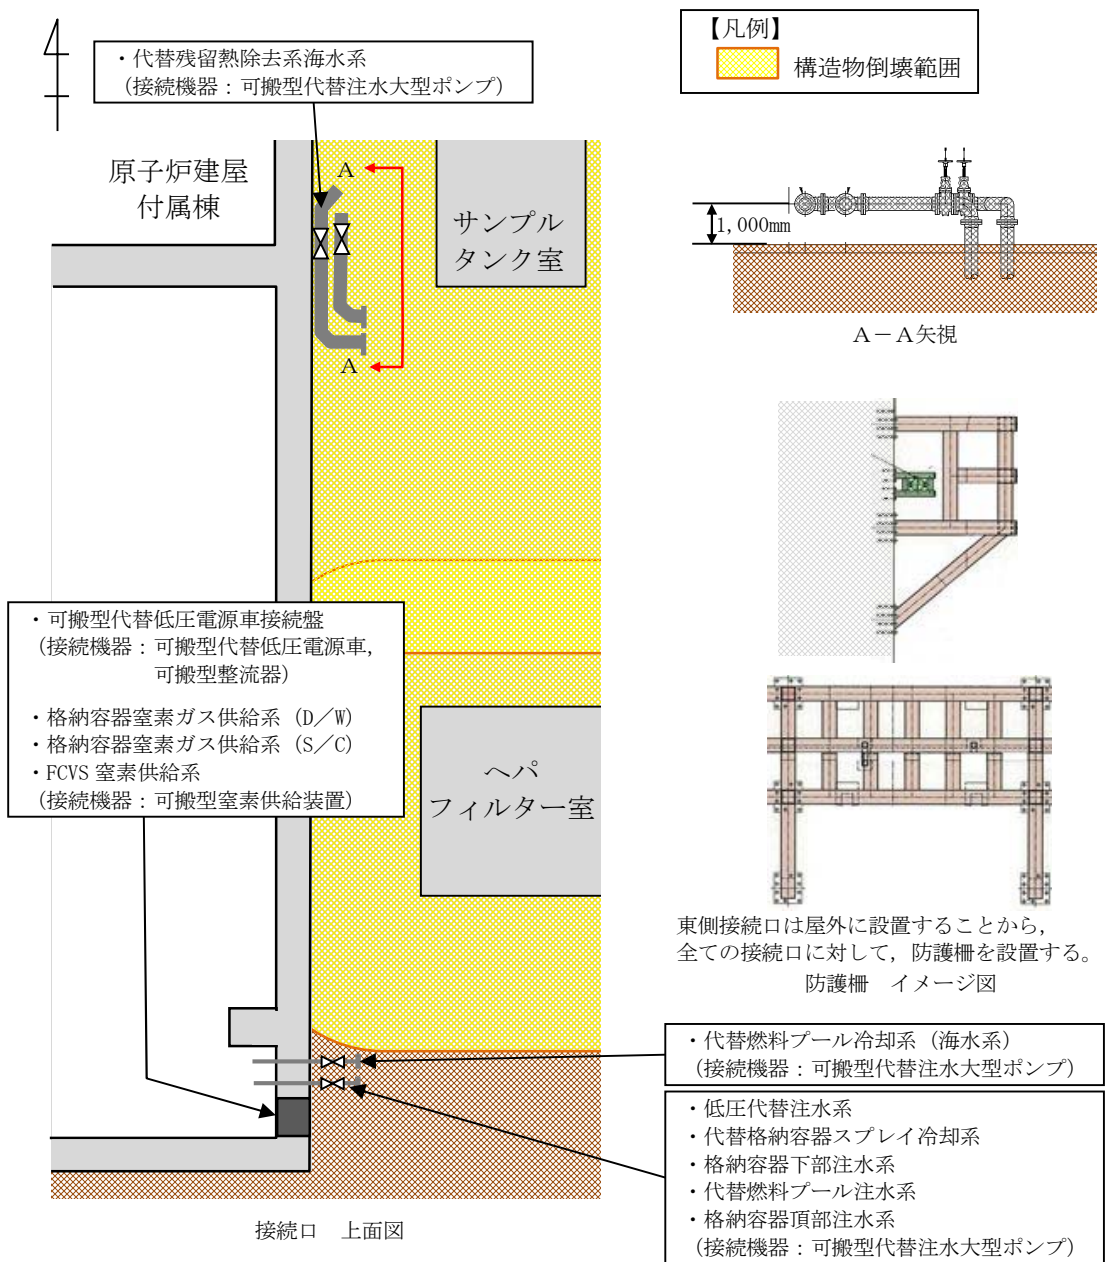 ・代替残留熱除去系海水系
（接続機器：可搬型代替注水大型ポンプ）
【凡例】
構造物倒壊範囲
原子炉建屋
付属棟
A
サンプル
タンク室
A
1,000mm
A－A矢視
・可搬型代替低圧電源車接続盤
（接続機器：可搬型代替低圧電源車，
可搬型整流器）
・格納容器窒素ガス供給系（D／W）
・格納容器窒素ガス供給系（S／C）
・FCVS 窒素供給系
（接続機器：可搬型窒素供給装置）
ヘパ
フィルター室
東側接続口は屋外に設置することから，
全ての接続口に対して，防護柵を設置する。
防護柵　イメージ図
・代替燃料プール冷却系（海水系）
（接続機器：可搬型代替注水大型ポンプ）
・低圧代替注水系
・代替格納容器スプレイ冷却系
・格納容器下部注水系
・代替燃料プール注水系
・格納容器頂部注水系
（接続機器：可搬型代替注水大型ポンプ）
接続口　上面図